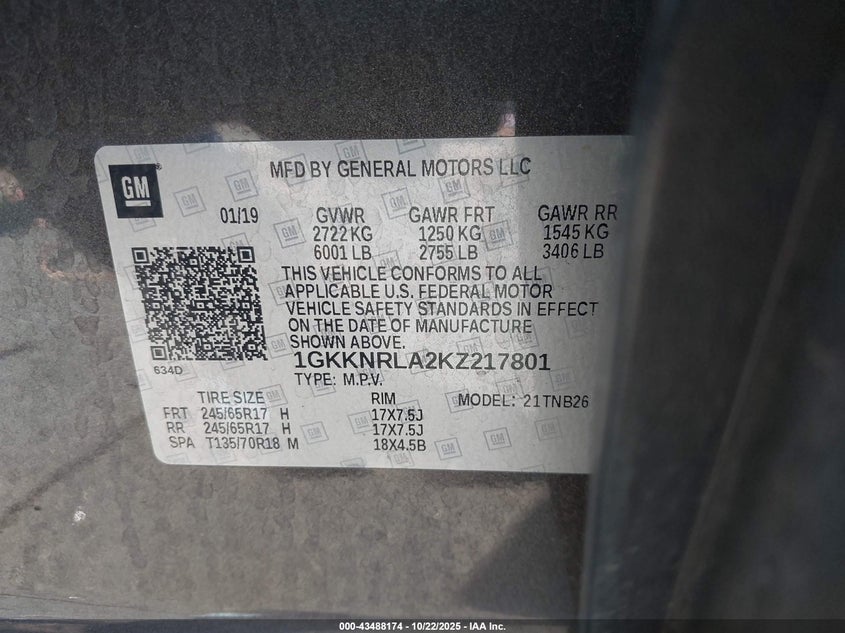 MFD BY GENERAL MOTORS LLC
GM
01/19 GVWR GAWR FRT GAWR RR
2722 KG 1250 KG 1545 KG
6001 LB 2755 LB 3406 LB
THIS VEHICLE CONFORMS TO ALL
APPLICABLE U.S. FEDERAL MOTOR
VEHICLE SAFETY STANDARDS IN EFFECT
ON THE DATE OF MANUFACTURE
SHOWN ABOVE.
1GKKNRLA2KZ217801
634D
TYPE: M.P.V.
TIRE SIZE RIM MODEL: 21TNB26
FRT 245/65R17 H 17X7.5J
RR 245/65R17 H 17X7.5J
SPA T135/70R18 M 18X4.5B
000-43488174 - 10/22/2025 - IAA Inc.